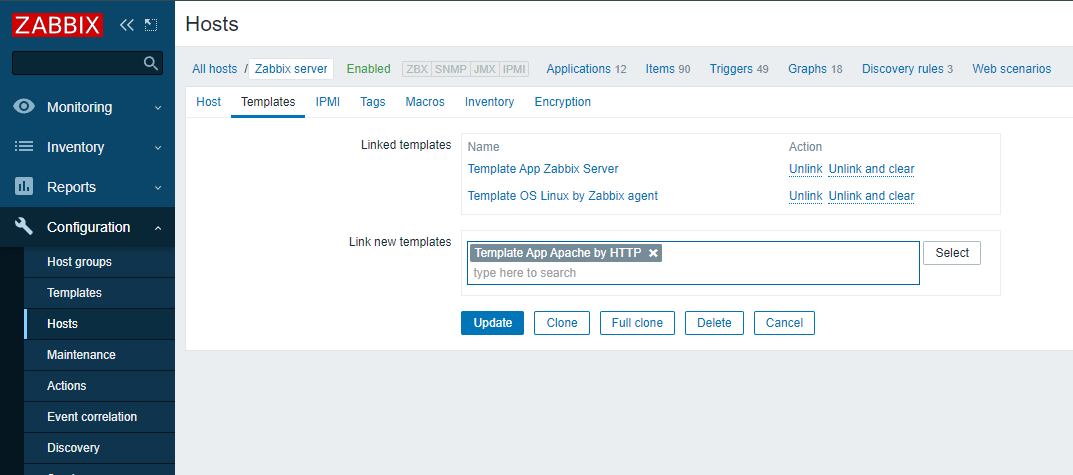 ZABBIX
Monitoring
Inventory
Reports
Configuration
Host groups
Templates
Hosts
Maintenance
Actions
Event correlation
Discovery
Hosts
All hosts / Zabbix server Enabled ZBX SNMP JMX IPMI Applications 12 Items 90 Triggers 49 Graphs 18 Discovery rules 3 Web scenarios
Host Templates IPMI Tags Macros Inventory Encryption
Linked templates Name Action
Template App Zabbix Server Unlink Unlink and clear
Template OS Linux by Zabbix agent Unlink Unlink and clear
Link new templates Template App Apache by HTTP Select
type here to search
Update Clone Full clone Delete Cancel